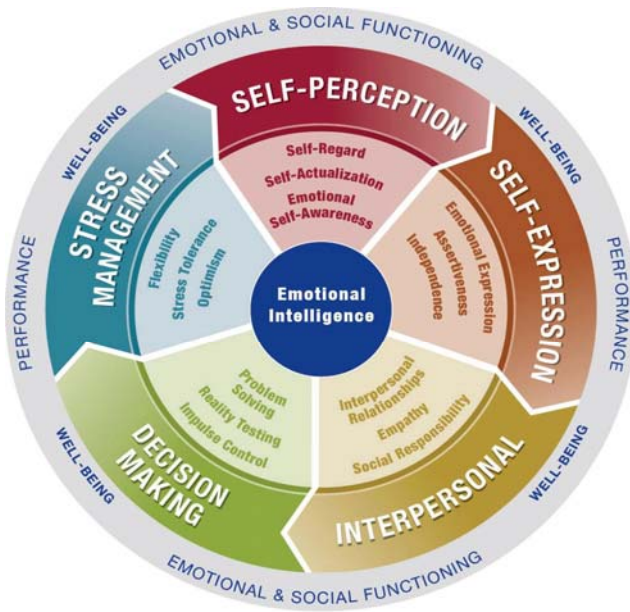 EMOTIONAL & SOCIAL FUNCTIONING
WELL-BEING
PERFORMANCE
WELL-BEING
EMOTIONAL & SOCIAL FUNCTIONING
WELL-BEING
PERFORMANCE
WELL-BEING
SELF-PERCEPTION
Self-Regard
Self-Actualization
Emotional
Self-Awareness
SELF-EXPRESSION
Emotional Expression
Assertiveness
Independence
INTERPERSONAL
Interpersonal
Relationships
Empathy
Social Responsibility
DECISION
MAKING
Problem
Solving
Reality Testing
Impulse Control
STRESS
MANAGEMENT
Flexibility
Stress Tolerance
Optimism
Emotional
Intelligence